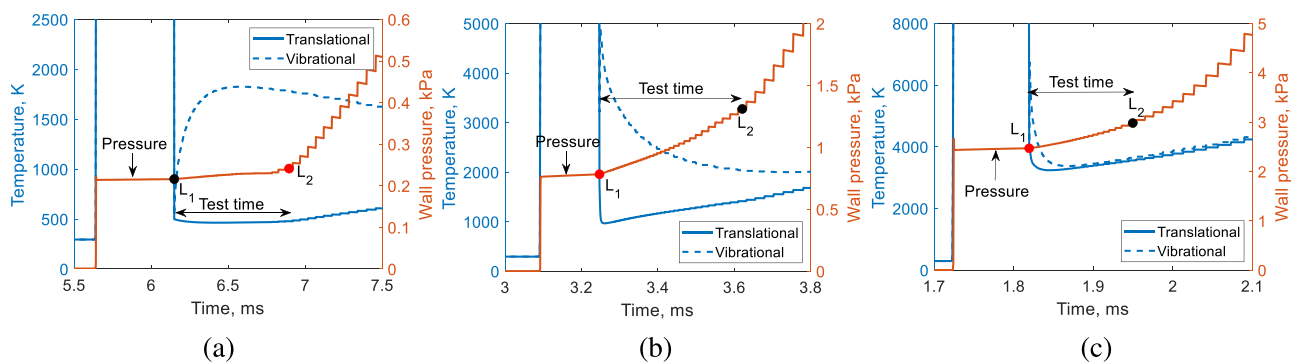 2500
2000
1500
1000
500
0
Temperature, K
5.5
6
6.5
7
7.5
Time, ms
0.6
0.5
0.4
0.3
0.2
0.1
0
Wall pressure, kPa
Translational
Vibrational
Pressure
L1
L2
Test time
(a)
5000
4000
3000
2000
1000
0
Temperature, K
3
3.2
3.4
3.6
3.8
Time, ms
2
1.5
1
0.5
0
Wall pressure, kPa
Test time
Pressure
L1
L2
Translational
Vibrational
(b)
8000
6000
4000
2000
0
Temperature, K
1.7
1.8
1.9
2
2.1
Time, ms
5
4
3
2
1
0
Wall pressure, kPa
Test time
L1
L2
Pressure
Translational
Vibrational
(c)